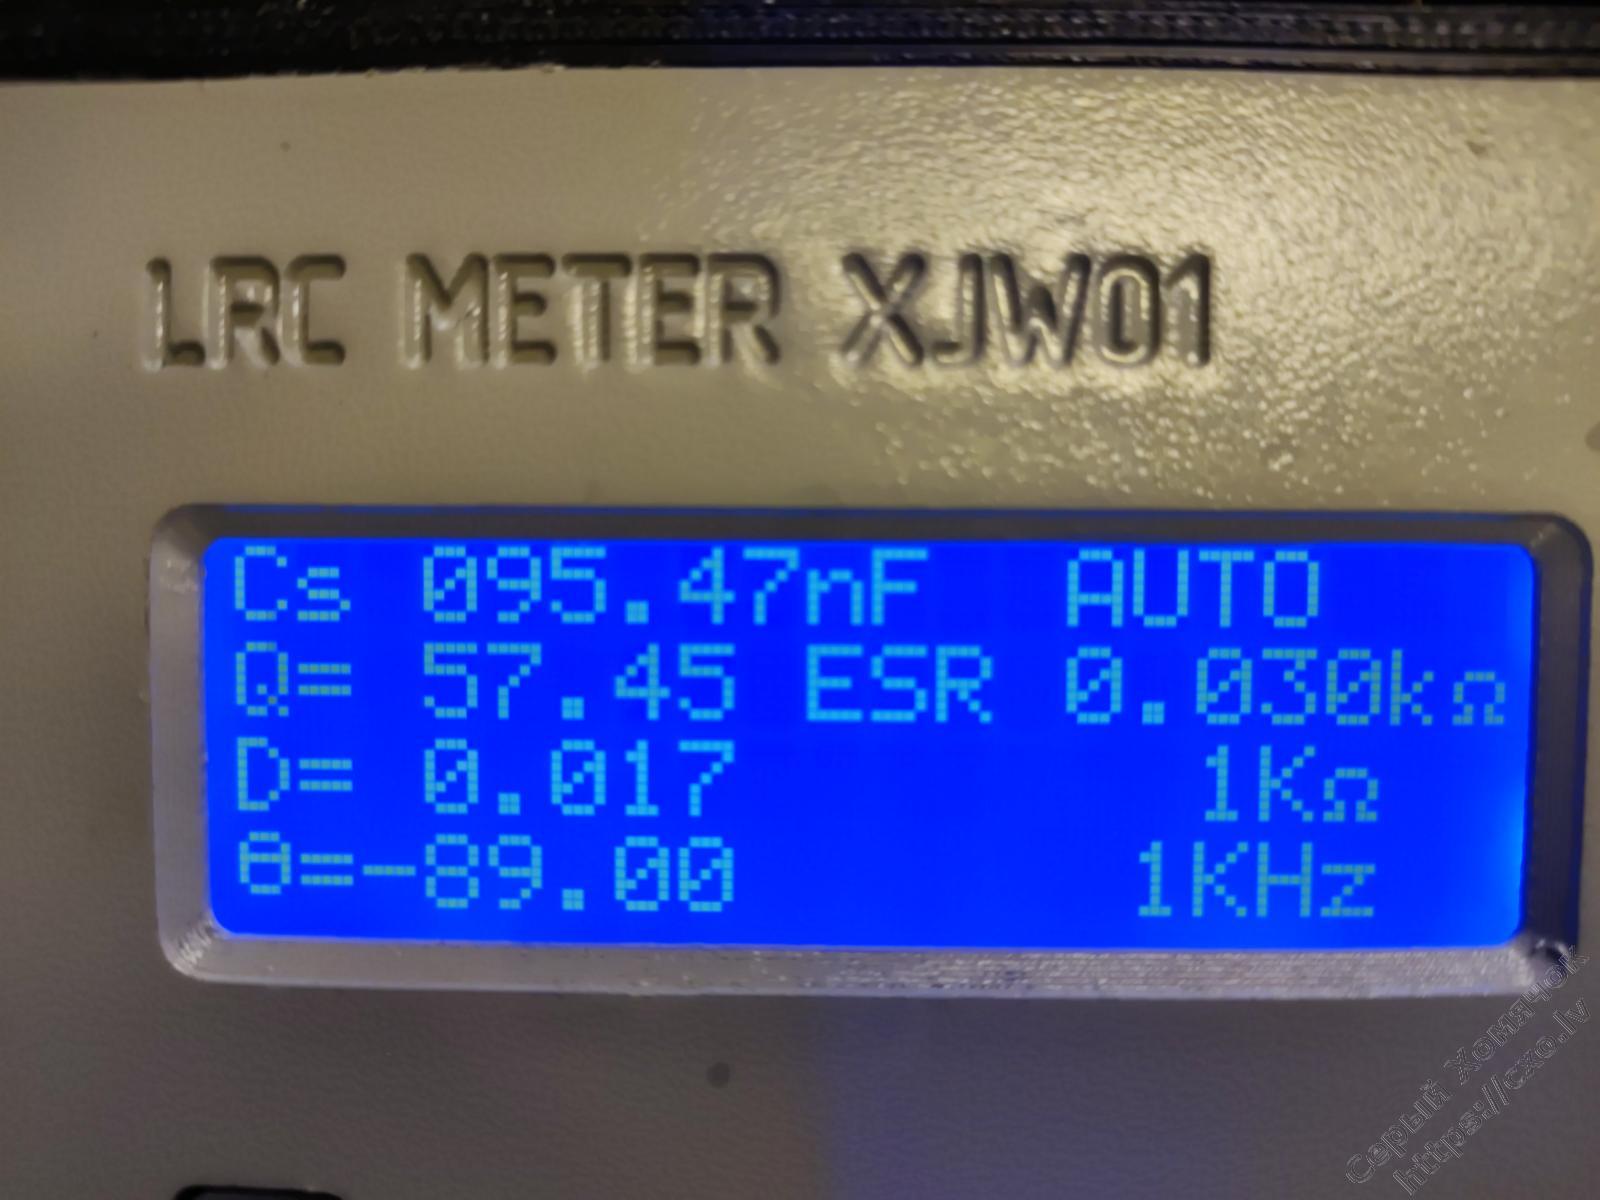 LRC METER XJW01
Cs 095.47nF AUTO
Q= 57.45 ESR 0.030kΩ
D= 0.017 1KΩ
θ=-89.00 1KHz
Серый Хомячок
https://cxo.lv